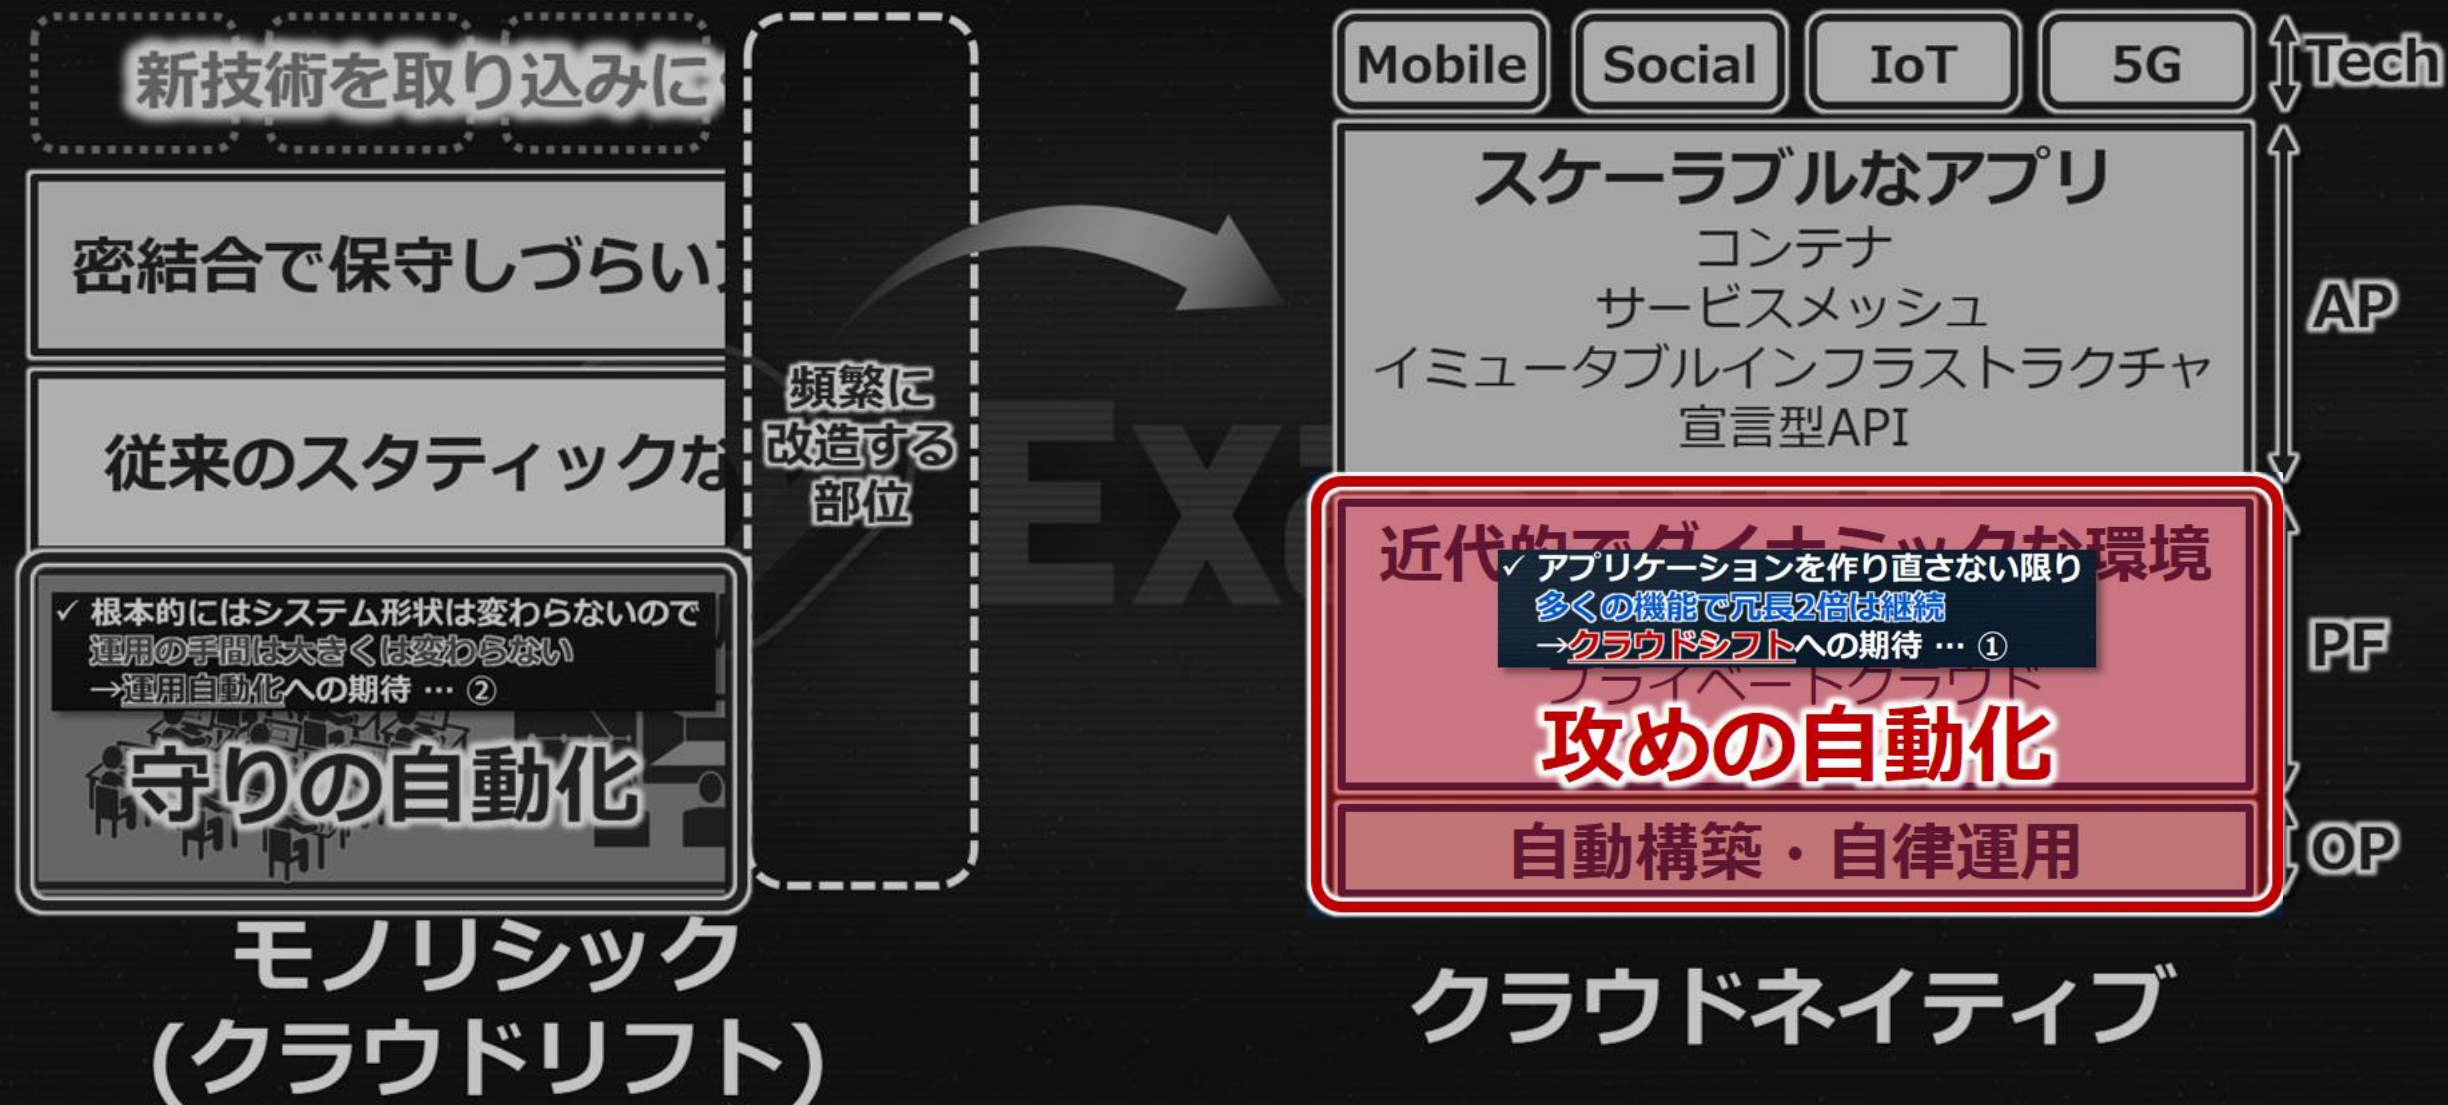 新技術を取り込みに
密結合で保守しづらい
従来のスタティックな
✓ 根本的にはシステム形状は変わらないので
運用の手間は大きくは変わらない
→運用自動化への期待 … ②
守りの自動化
モノリシック
(クラウドリフト)
頻繁に
改造する
部位
Mobile
Social
IoT
5G
Tech
スケーラブルなアプリ
コンテナ
サービスメッシュ
イミュータブルインフラストラクチャ
宣言型API
AP
近代的でダイナミックな環境
✓ アプリケーションを作り直さない限り
多くの機能で冗長2倍は継続
→クラウドシフトへの期待 … ①
プライベートクラウド
攻めの自動化
PF
自動構築・自律運用
OP
クラウドネイティブ